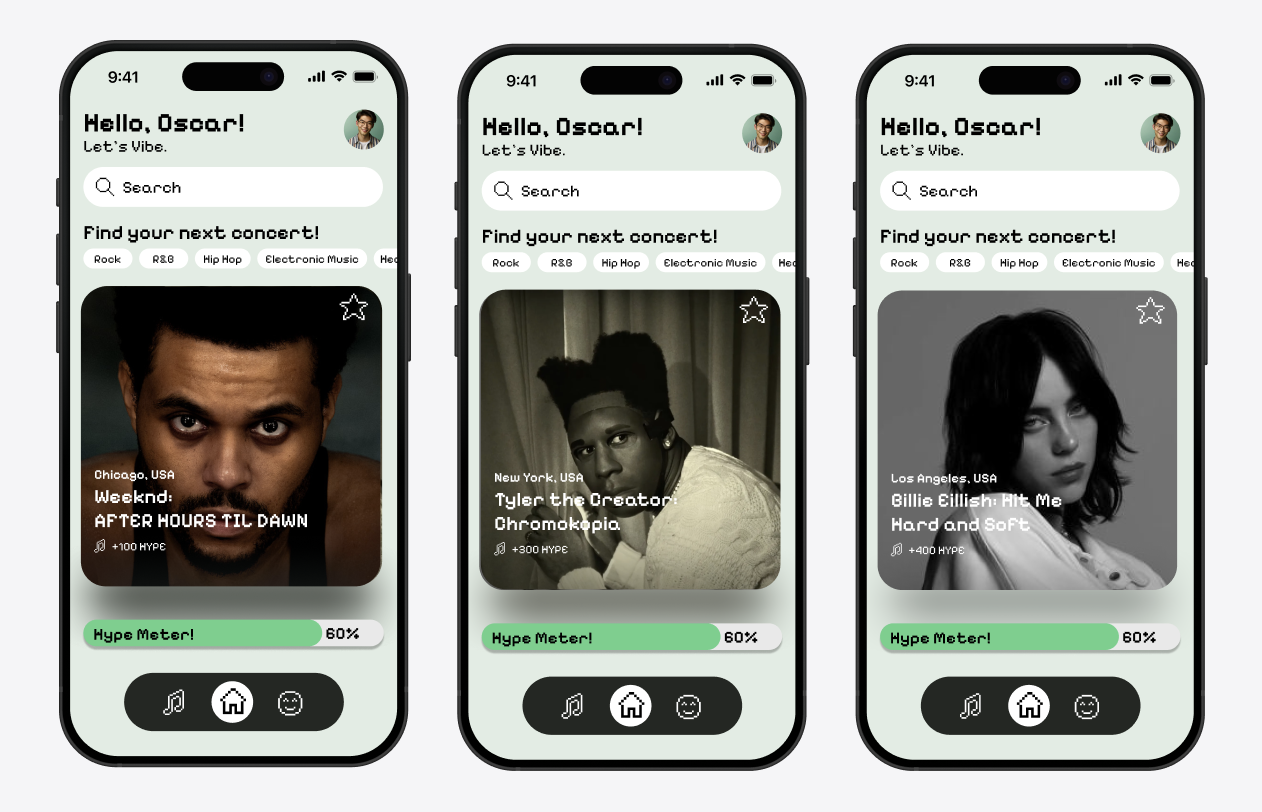 9:41
Hello, Oscar!
Let's Vibe.
Search
Find your next concert!
Rock R&B Hip Hop Electronic Music Hea
Chicago, USA
Weeknd:
AFTER HOURS TIL DAWN
+100 HYPE
Hype Meter! 60%
9:41
Hello, Oscar!
Let's Vibe.
Search
Find your next concert!
Rock R&B Hip Hop Electronic Music Hea
New York, USA
Tyler the Creator:
Chromokopia
+300 HYPE
Hype Meter! 60%
9:41
Hello, Oscar!
Let's Vibe.
Search
Find your next concert!
Rock R&B Hip Hop Electronic Music Hea
Los Angeles, USA
Billie Eillish: HIt Me
Hard and Soft
+400 HYPE
Hype Meter! 60%